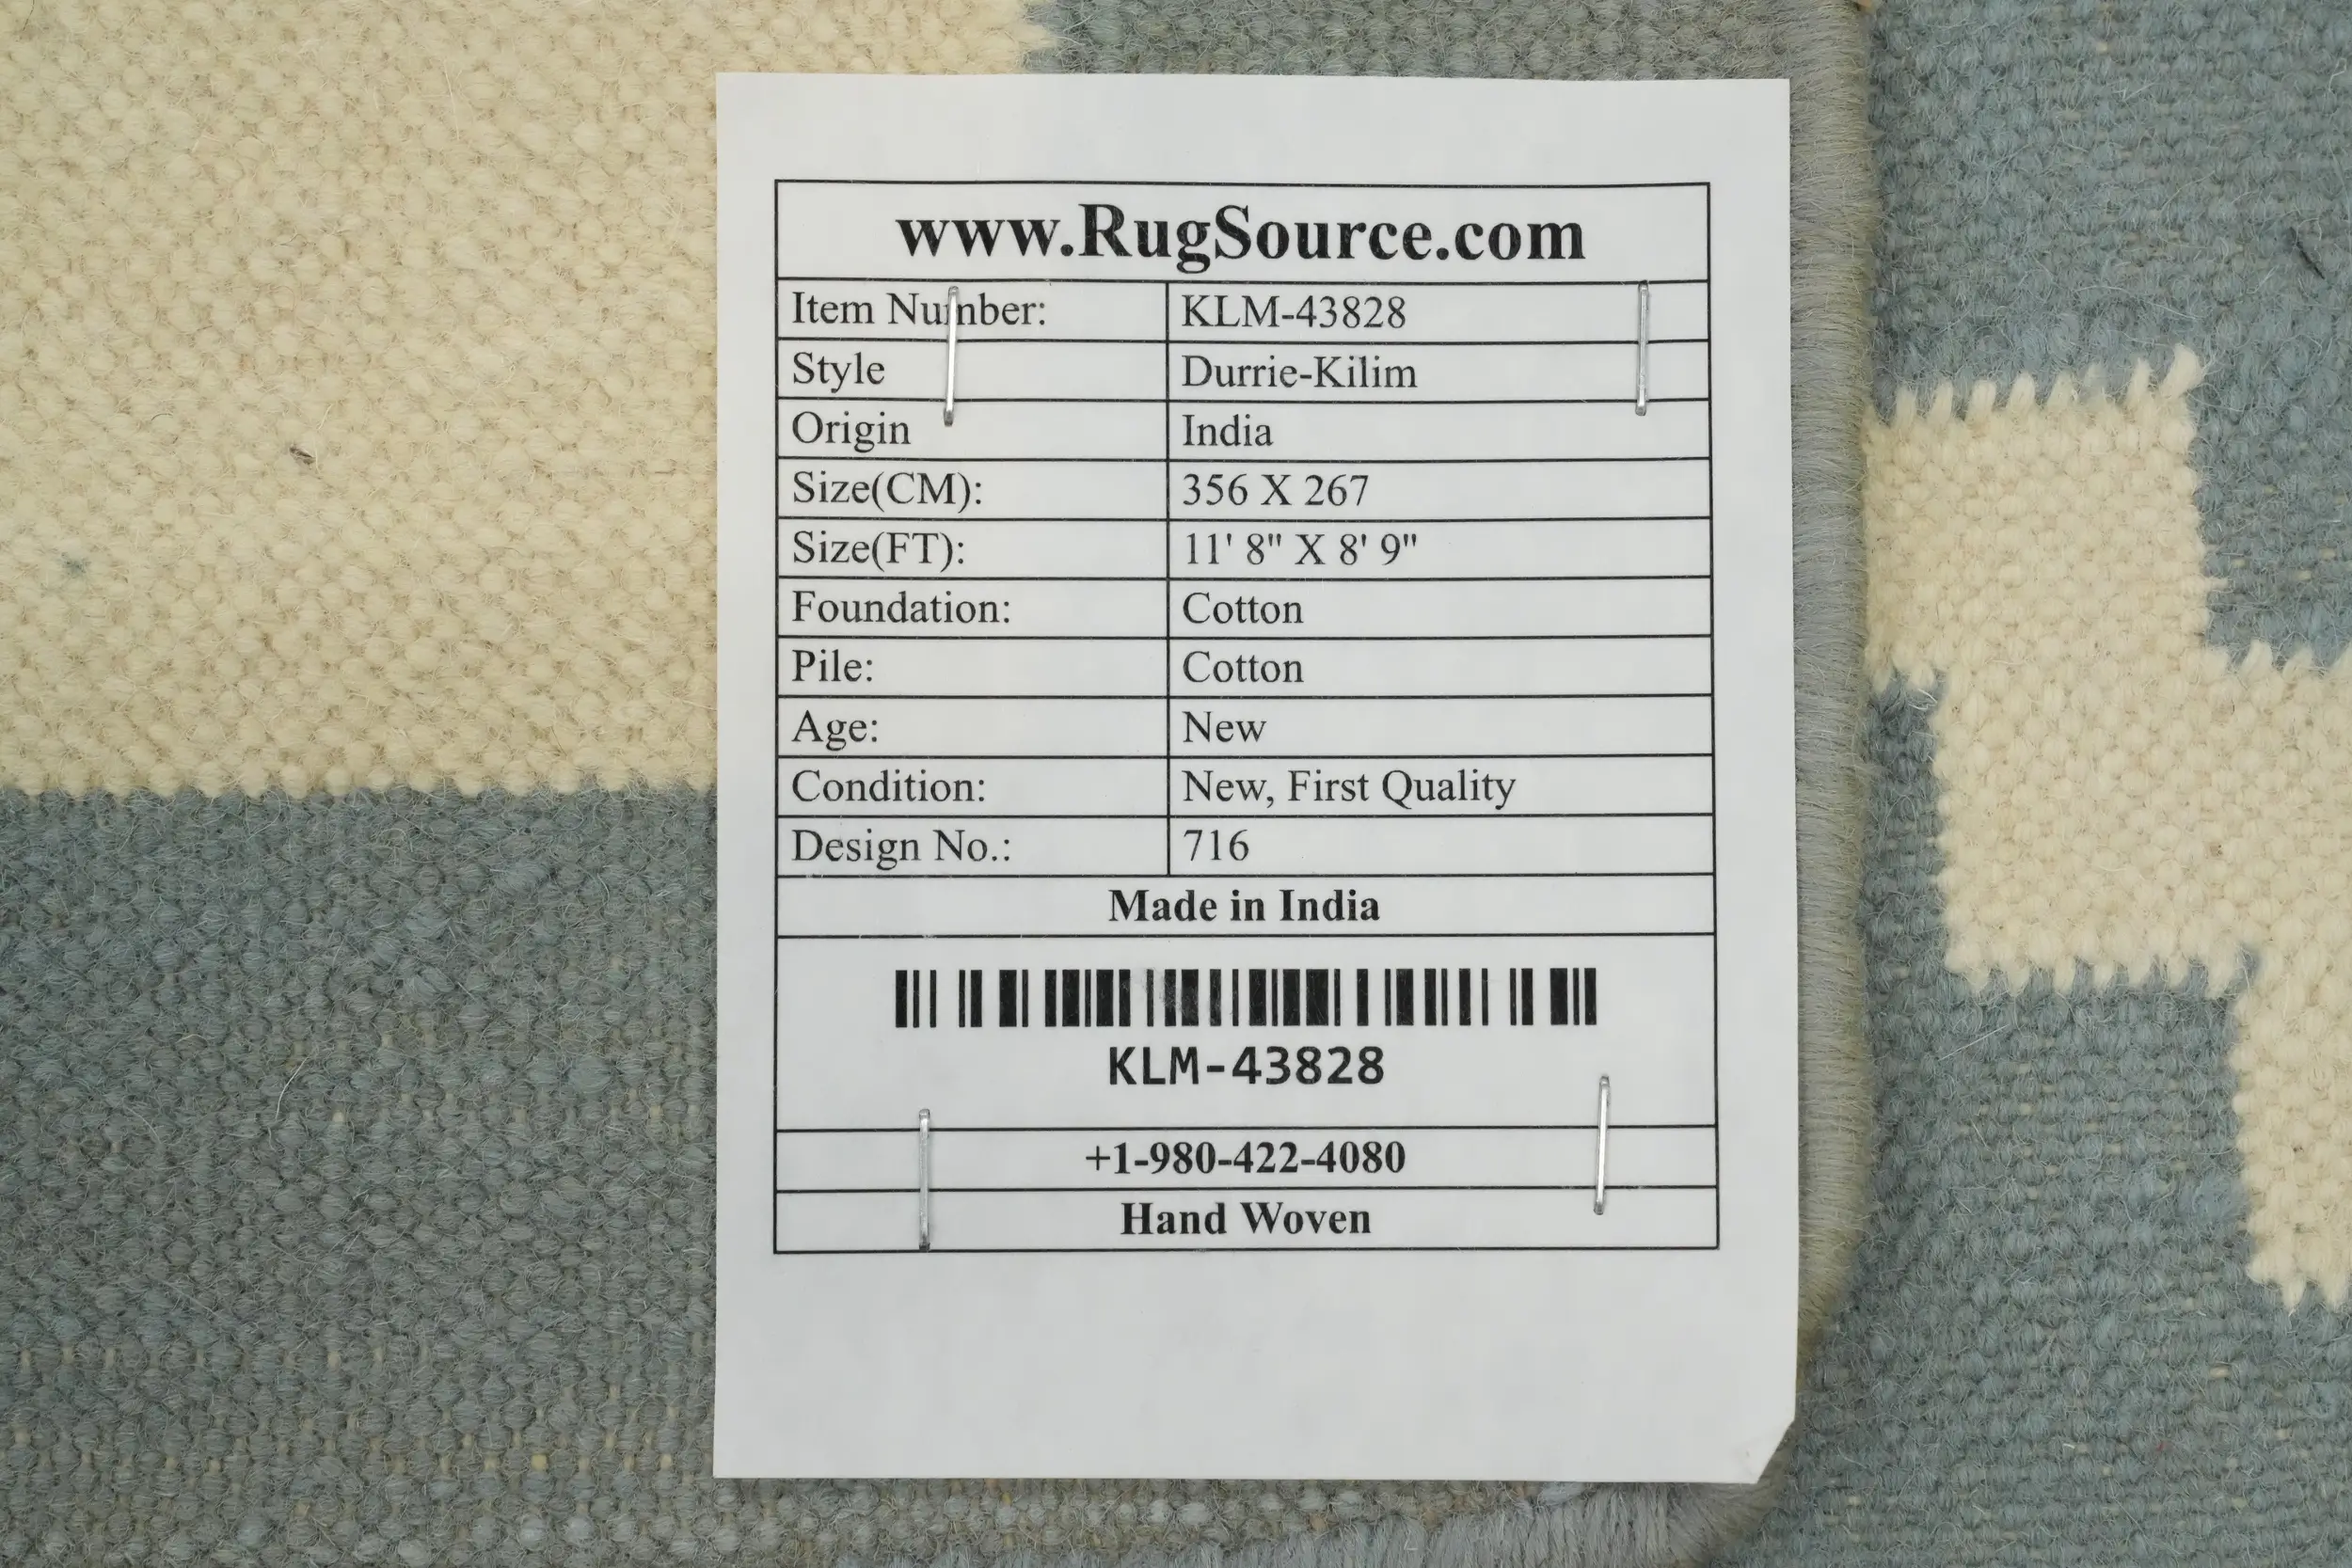 www.RugSource.com
Item Number: KLM-43828
Style Durrie-Kilim
Origin India
Size(CM): 356 X 267
Size(FT): 11' 8" X 8' 9"
Foundation: Cotton
Pile: Cotton
Age: New
Condition: New, First Quality
Design No.: 716
Made in India
KLM-43828
+1-980-422-4080
Hand Woven